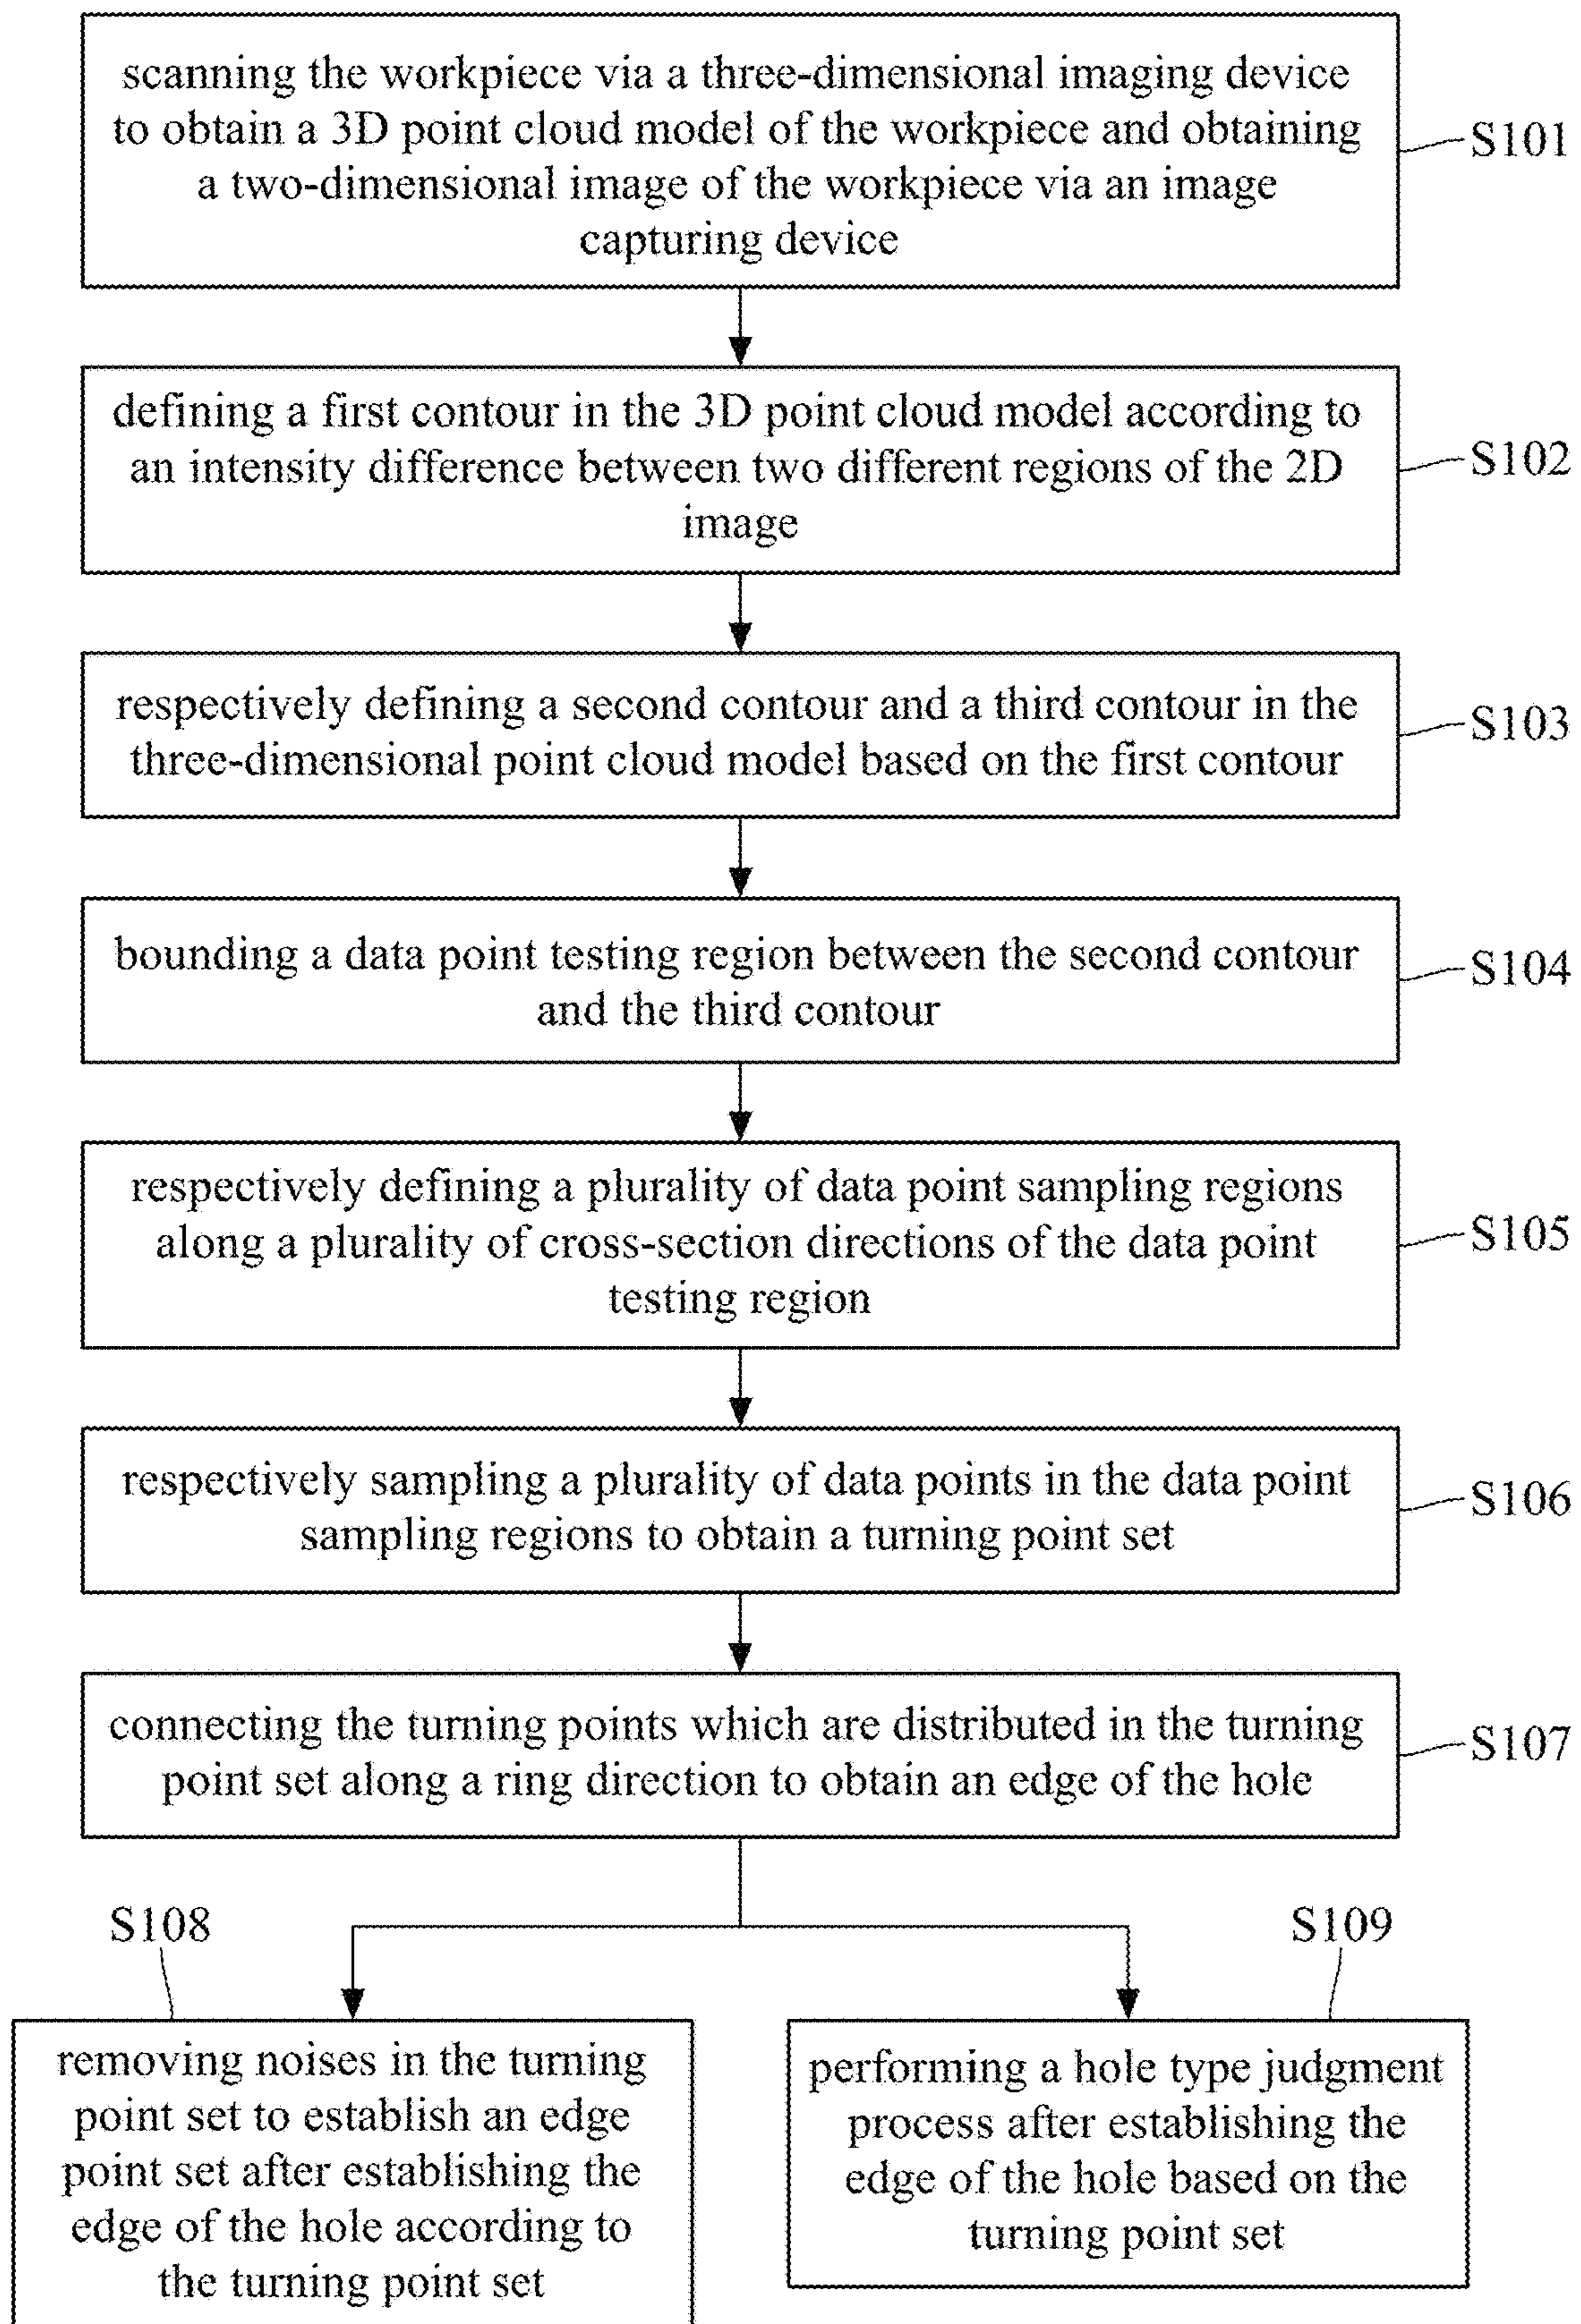 scanning the workpiece via a three-dimensional imaging device
to obtain a 3D point cloud model of the workpiece and obtaining
a two-dimensional image of the workpiece via an image
capturing device
S101
defining a first contour in the 3D point cloud model according to
an intensity difference between two different regions of the 2D
image
S102
respectively defining a second contour and a third contour in the
three-dimensional point cloud model based on the first contour
S103
bounding a data point testing region between the second contour
and the third contour
S104
respectively defining a plurality of data point sampling regions
along a plurality of cross-section directions of the data point
testing region
S105
respectively sampling a plurality of data points in the data point
sampling regions to obtain a turning point set
S106
connecting the turning points which are distributed in the turning
point set along a ring direction to obtain an edge of the hole
S107
S108
removing noises in the turning
point set to establish an edge
point set after establishing the
edge of the hole according to
the turning point set
S109
performing a hole type judgment
process after establishing the
edge of the hole based on the
turning point set